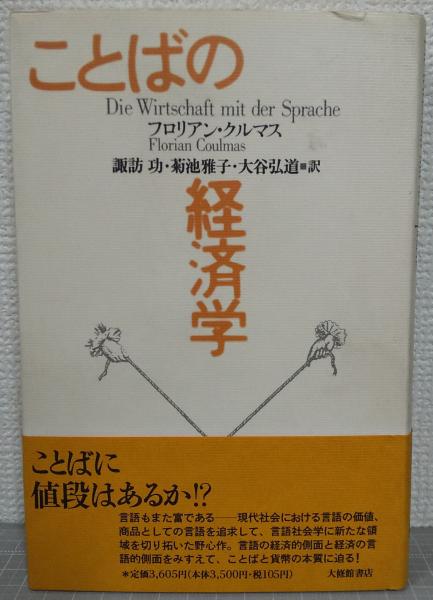 ことばの
Die Wirtschaft mit der Sprache
フロリアン・クルマス
Florian Coulmas
諏訪 功・菊池雅子・大谷弘道■訳
経済学
ことばに
値段はあるか!?
言語もまた富である──現代社会における言語の価値、
商品としての言語を追求して、言語社会学に新たな領
域を切り拓いた野心作。言語の経済的側面と経済の言
語的側面をみすえて、ことばと貨幣の本質に迫る!
*定価3,605円(本体3,500円・税105円)
大修館書店